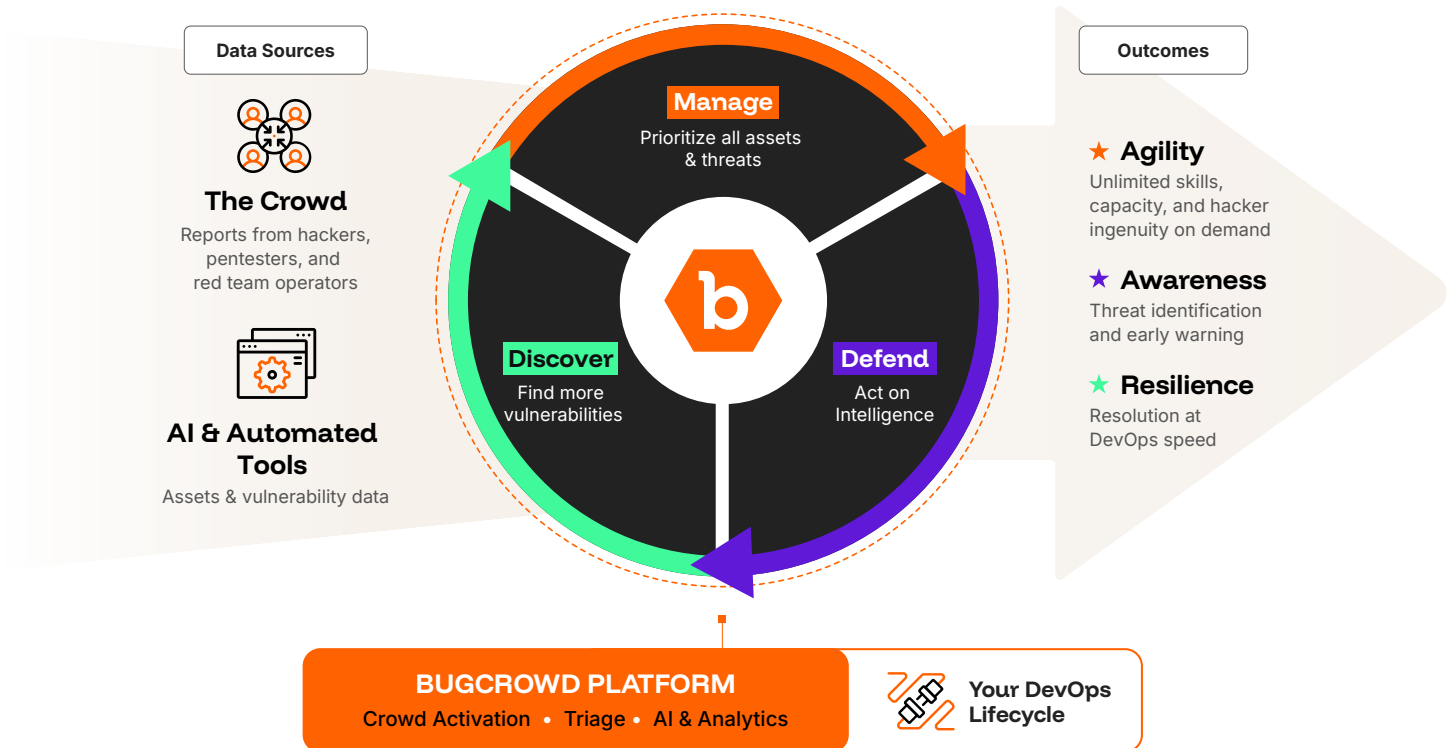 Data Sources
The Crowd
Reports from hackers,
pentesters, and
red team operators
AI & Automated
Tools
Assets & vulnerability data
Manage
Prioritize all assets
& threats
b
Discover
Find more
vulnerabilities
Defend
Act on
Intelligence
Outcomes
Agility
Unlimited skills,
capacity, and hacker
ingenuity on demand
Awareness
Threat identification
and early warning
Resilience
Resolution at
DevOps speed
BUGCROWD PLATFORM
Crowd Activation • Triage • AI & Analytics
Your DevOps
Lifecycle